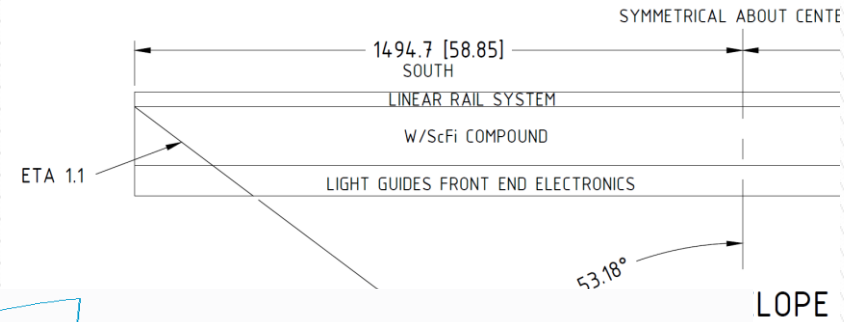 SYMMETRICAL ABOUT CENTE
1494.7 [58.85]
SOUTH
LINEAR RAIL SYSTEM
W/ScFi COMPOUND
ETA 1.1
LIGHT GUIDES FRONT END ELECTRONICS
53.18°
LOPE